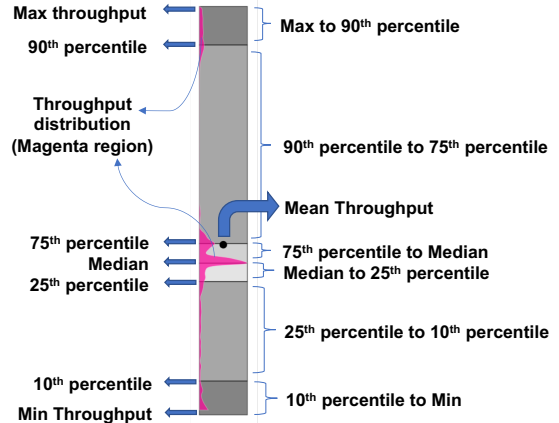 Max throughput
Max to 90th percentile
90th percentile
Throughput
distribution
(Magenta region)
90th percentile to 75th percentile
Mean Throughput
75th percentile
75th percentile to Median
Median
Median to 25th percentile
25th percentile
25th percentile to 10th percentile
10th percentile
10th percentile to Min
Min Throughput